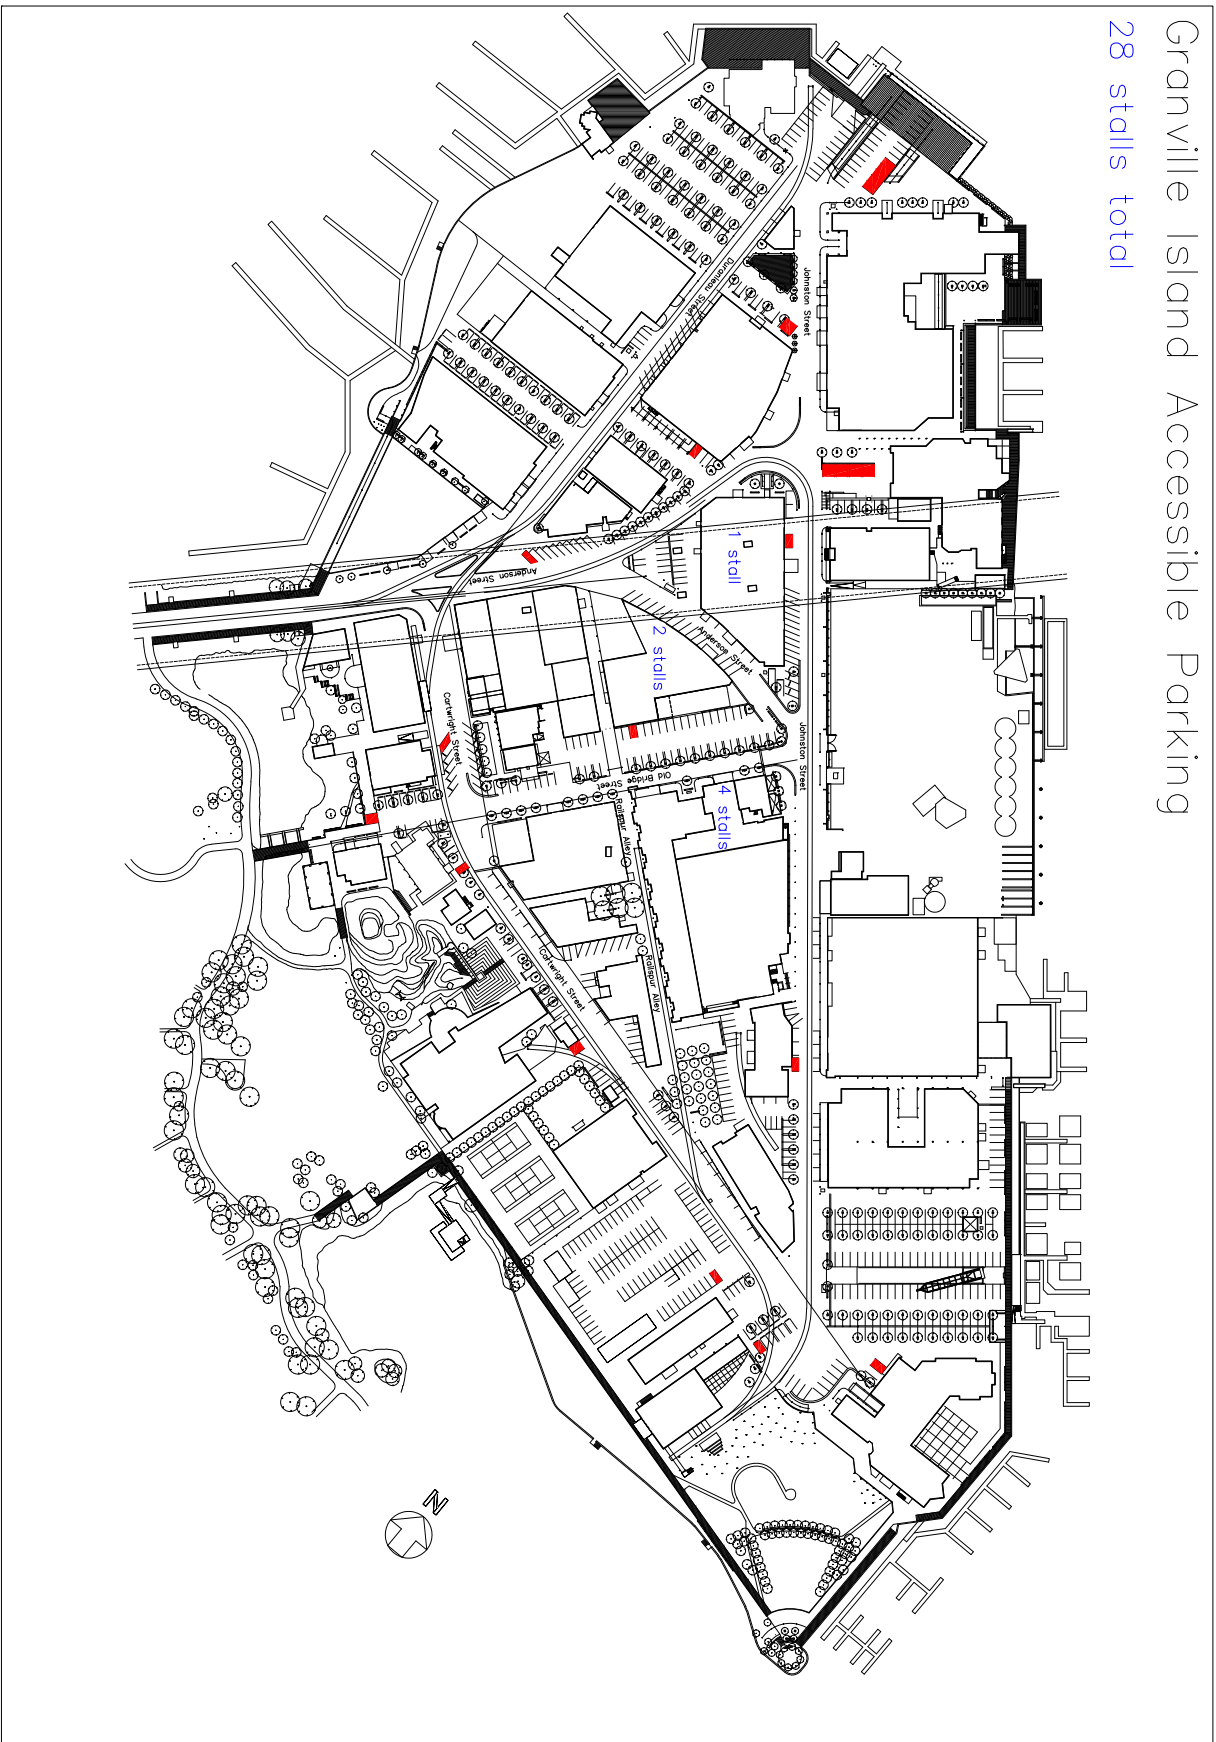 Granville Island Accessible Parking
28 stalls total
Johnston Street
Duranleau Street
1 stall
Anderson Street
2 stalls
Anderson Street
Cartwright Street
Johnston Street
Old Bridge Street
4 stalls
Railspur Alley
Railspur Alley
Cartwright Street
N